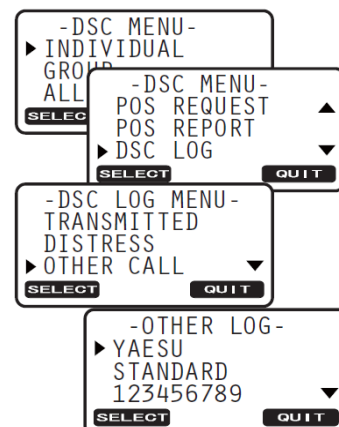 -DSC MENU-
INDIVIDUAL
GROUP
ALL
SELEC
-DSC MENU-
POS REQUEST
POS REPORT
DSC LOG
SELECT QUIT
-DSC LOG MENU-
TRANSMITTED
DISTRESS
OTHER CALL
SELECT QUIT
-OTHER LOG-
YAESU
STANDARD
123456789
SELECT QUIT